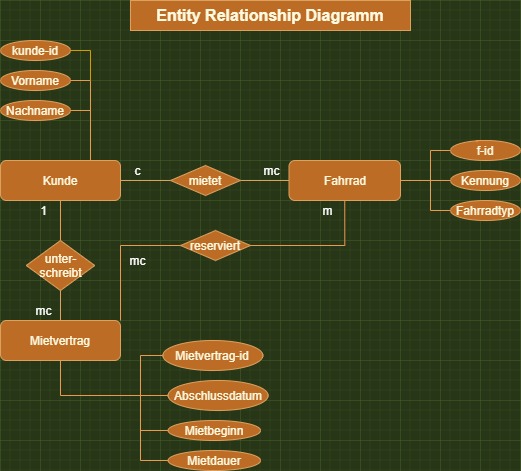 Entity Relationship Diagramm
kunde-id
Vorname
Nachname
Kunde
c
mietet
mc
Fahrrad
f-id
Kennung
Fahrradtyp
1
m
reserviert
mc
unter-
schreibt
mc
Mietvertrag
Mietvertrag-id
Abschlussdatum
Mietbeginn
Mietdauer